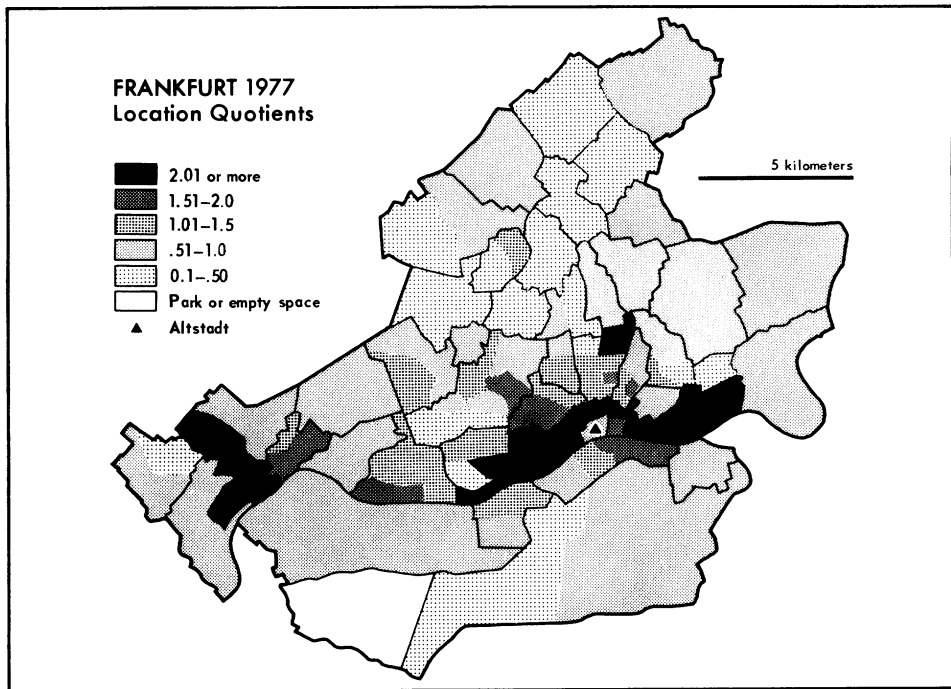 FRANKFURT 1977
Location Quotients
2.01 or more
1.51–2.0
1.01–1.5
.51–1.0
0.1–.50
Park or empty space
Altstadt
5 kilometers